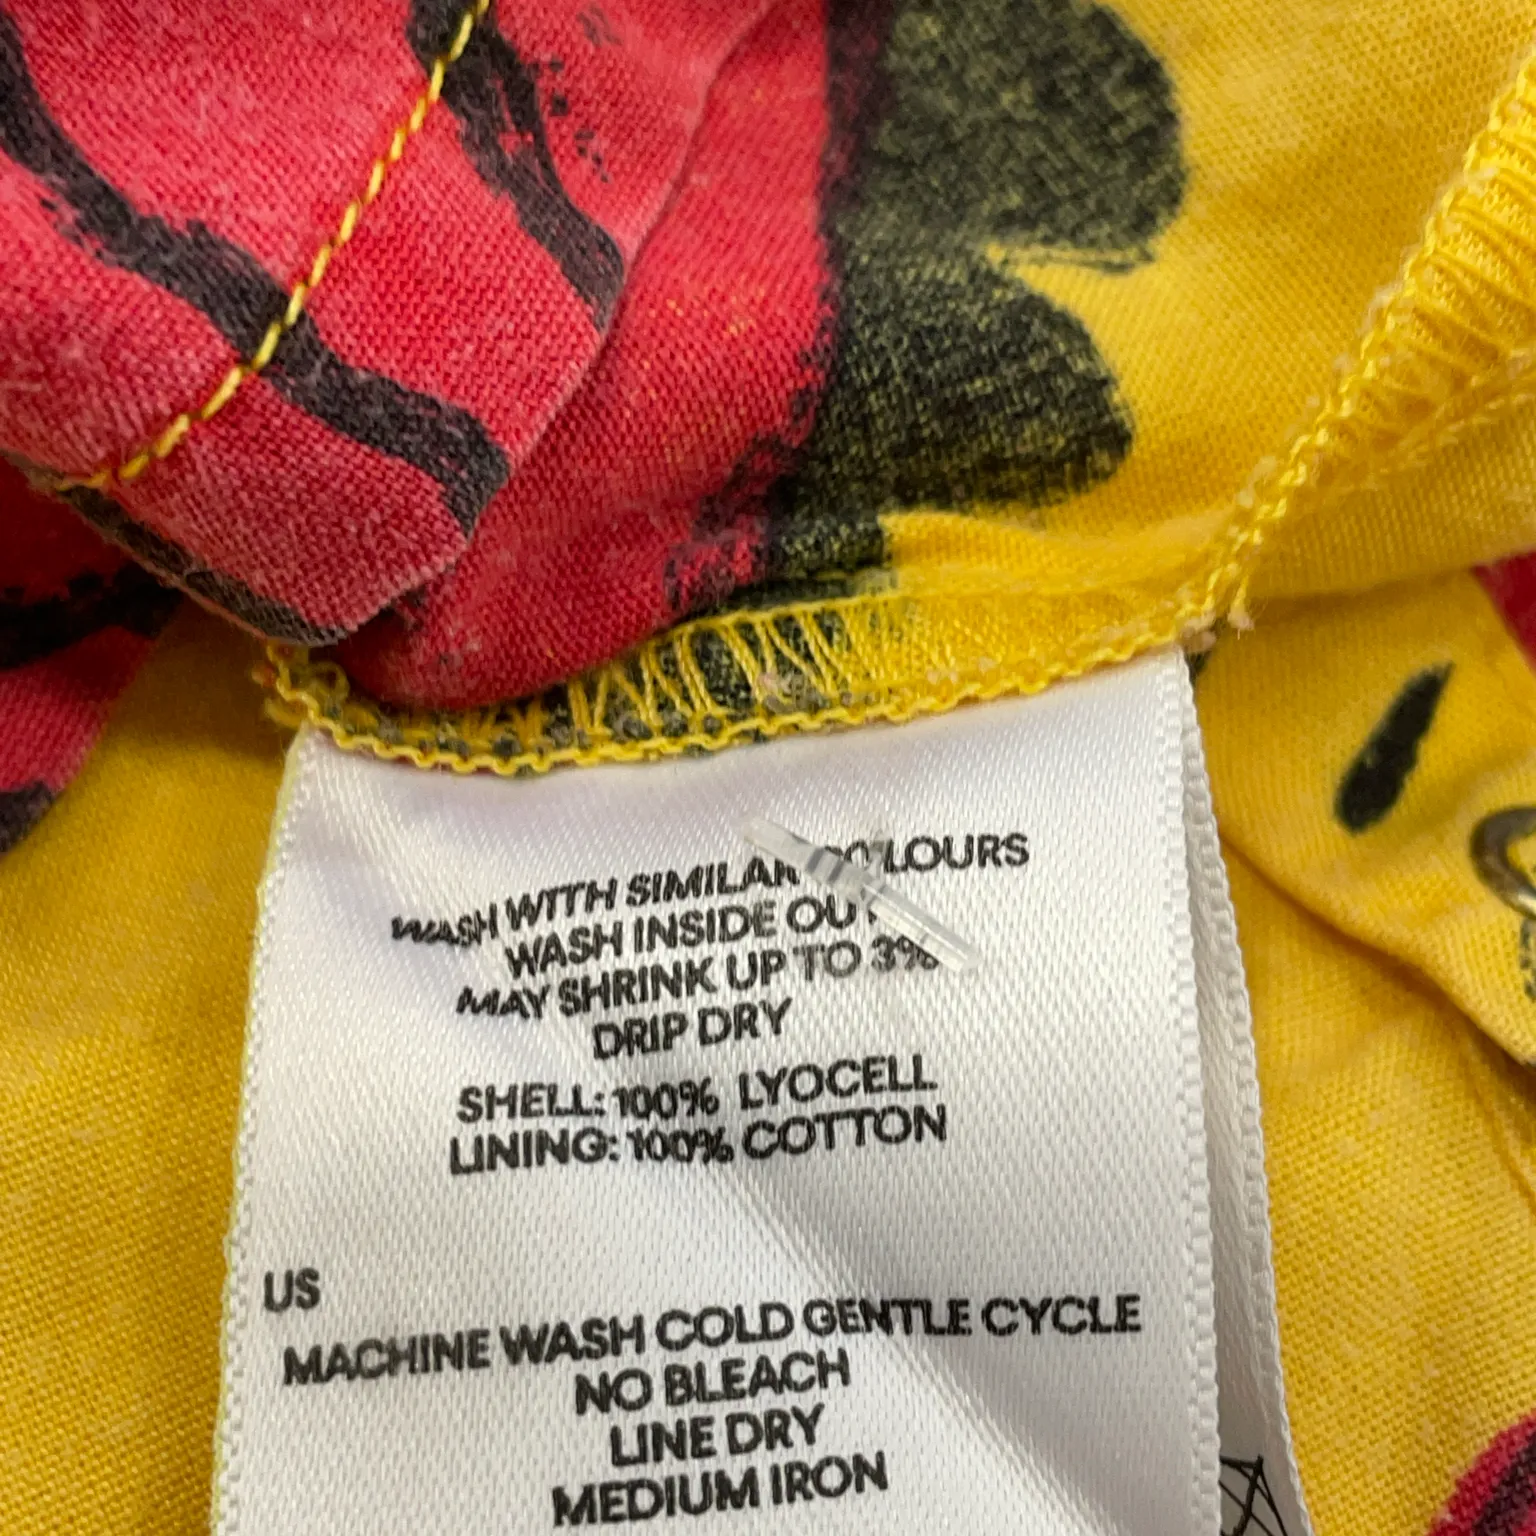 WASH WITH SIMILAR COLOURS
WASH INSIDE OUT
MAY SHRINK UP TO 3%
DRIP DRY
SHELL: 100% LYOCELL
LINING: 100% COTTON
US
MACHINE WASH COLD GENTLE CYCLE
NO BLEACH
LINE DRY
MEDIUM IRON